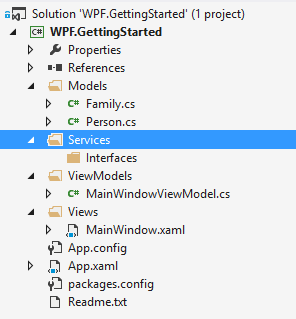 Solution 'WPF.GettingStarted' (1 project)
C# WPF.GettingStarted
Properties
References
Models
C# Family.cs
C# Person.cs
Services
Interfaces
ViewModels
C# MainWindowViewModel.cs
Views
MainWindow.xaml
App.config
App.xaml
packages.config
Readme.txt